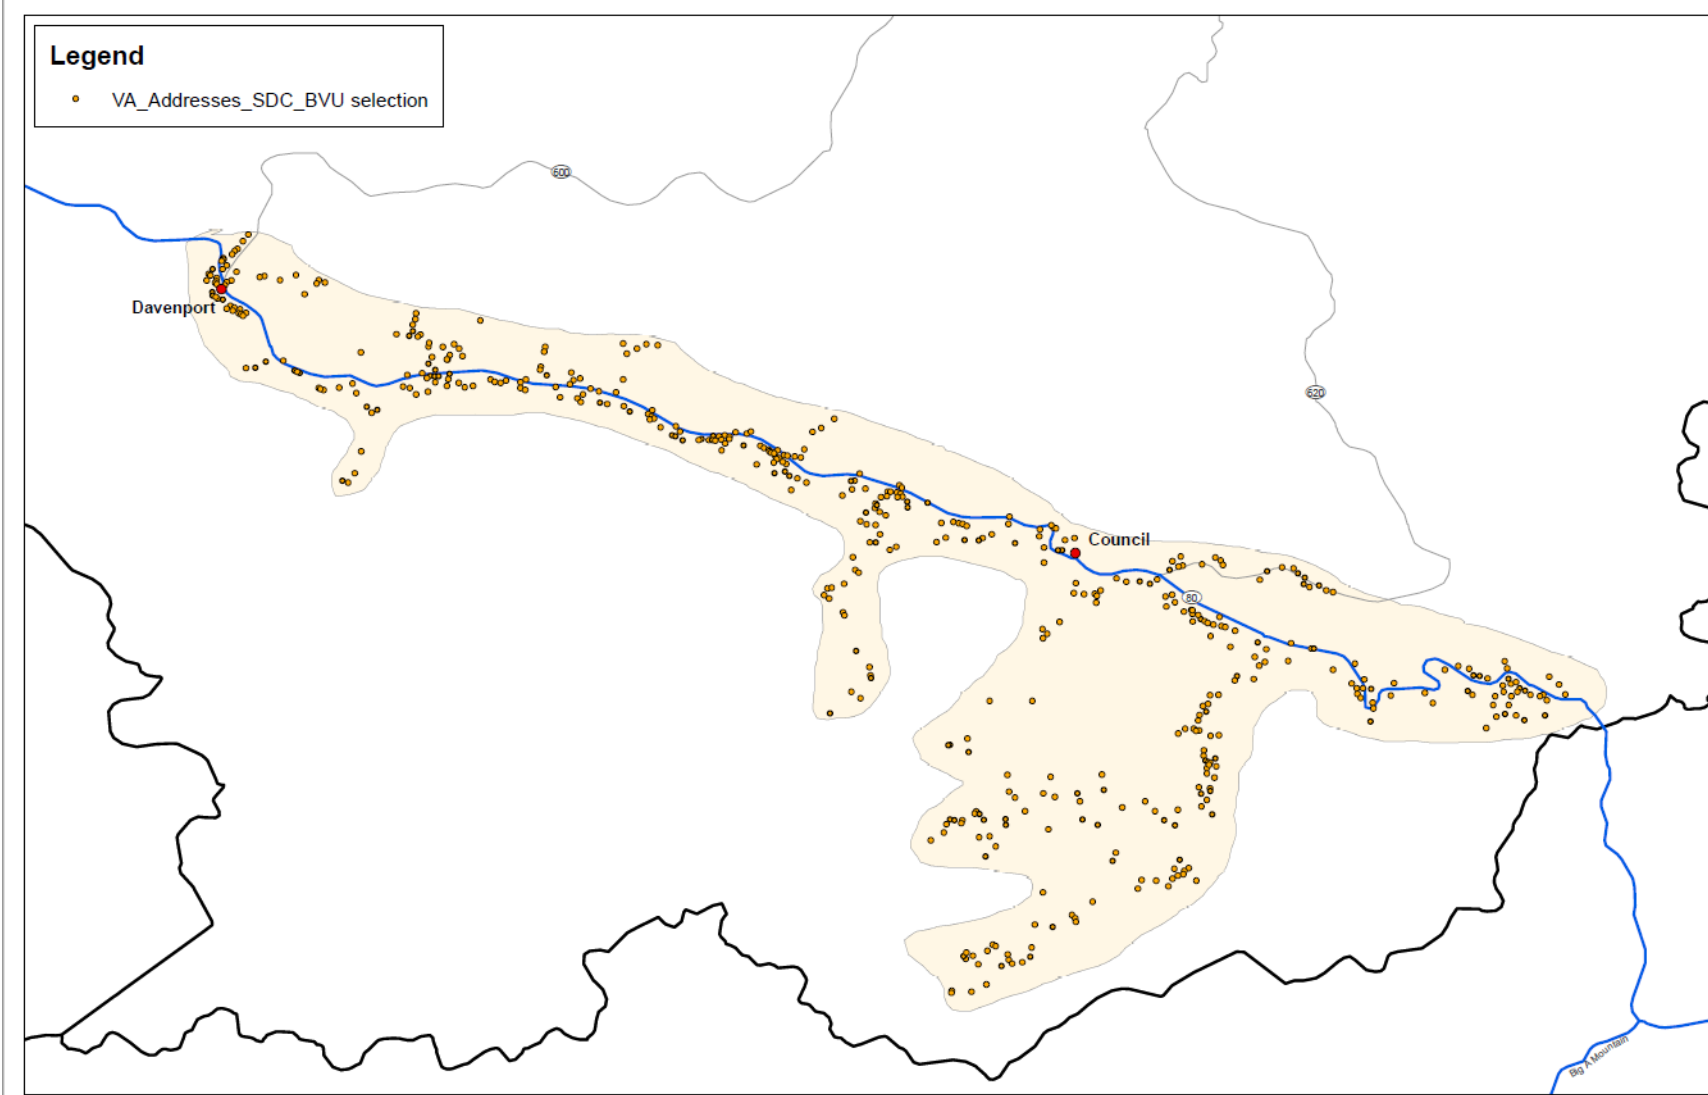 Legend
VA_Addresses_SDC_BVU selection
600
Davenport
620
Council
80
Big A Mountain